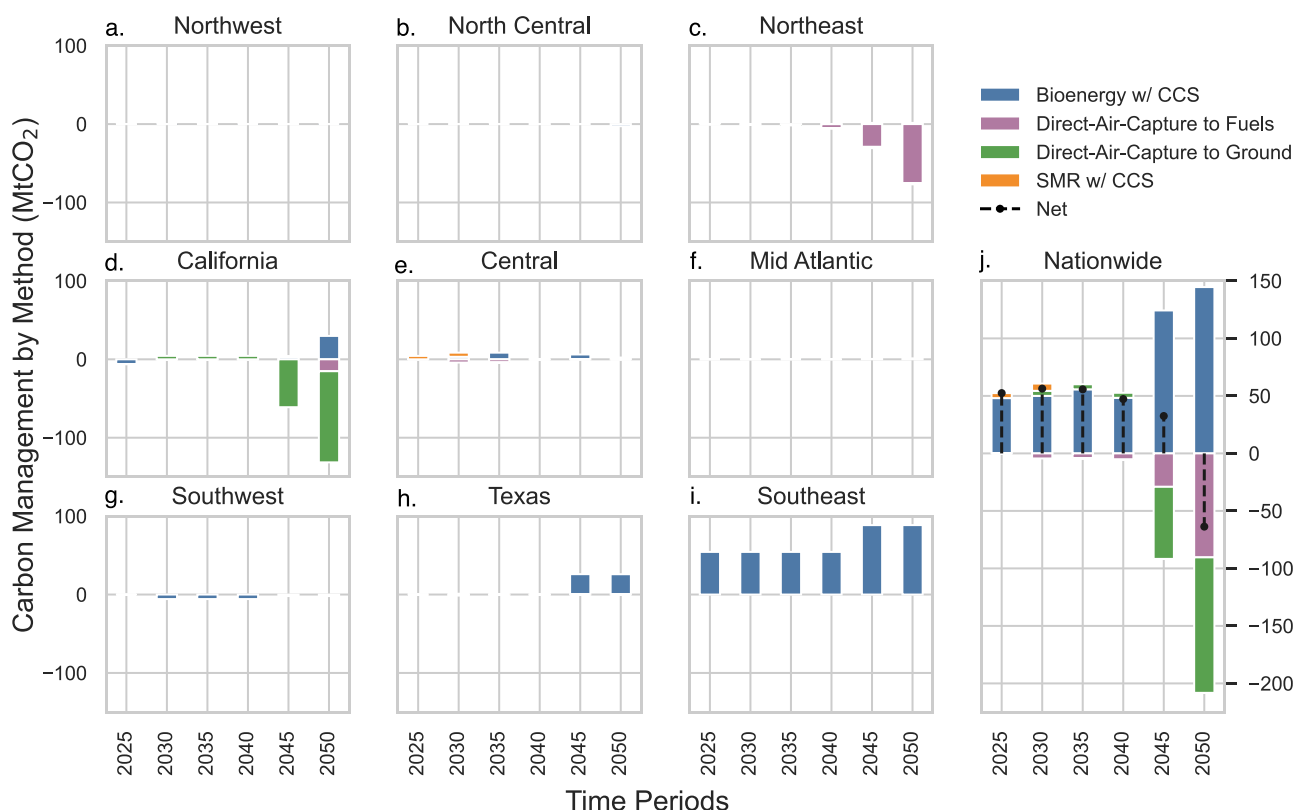 a. Northwest
b. North Central
c. Northeast
100
0
−100
Bioenergy w/ CCS
Direct-Air-Capture to Fuels
Direct-Air-Capture to Ground
SMR w/ CCS
Net
Carbon Management by Method (MtCO₂)
d. California
e. Central
f. Mid Atlantic
j. Nationwide
100
0
−100
150
100
50
0
−50
−100
−150
−200
g. Southwest
h. Texas
i. Southeast
100
0
−100
2025 2030 2035 2040 2045 2050
2025 2030 2035 2040 2045 2050
2025 2030 2035 2040 2045 2050
2025 2030 2035 2040 2045 2050
Time Periods